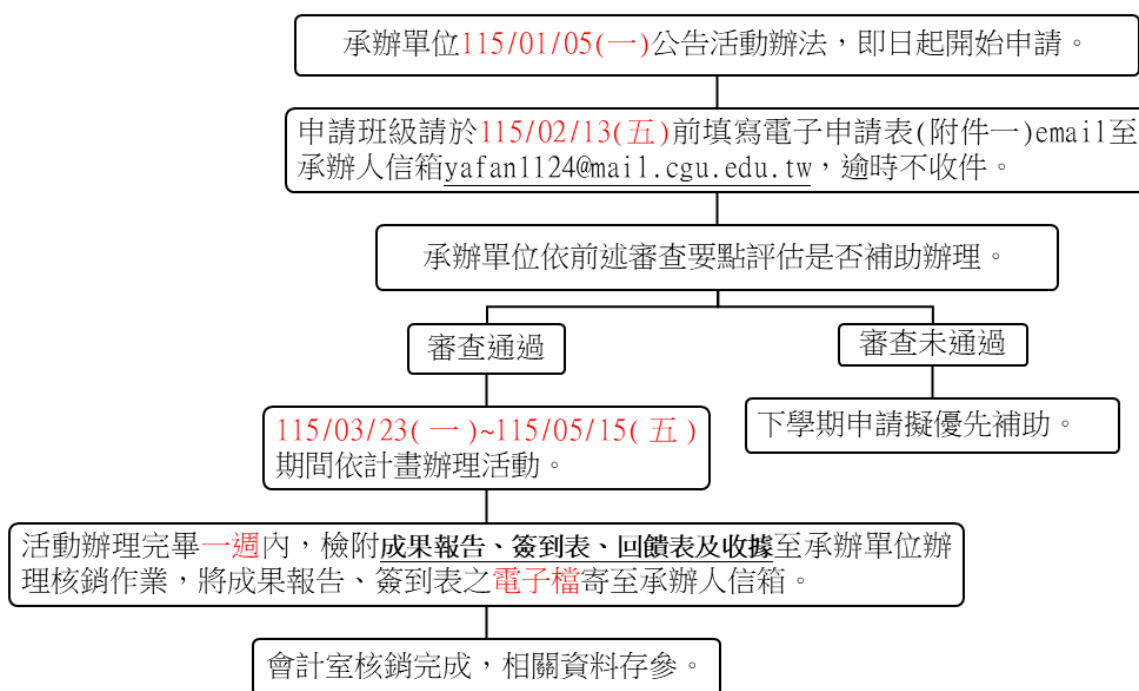 承辦單位115/01/05(一)公告活動辦法，即日起開始申請。
申請班級請於115/02/13(五)前填寫電子申請表(附件一)email至
承辦人信箱yafan1124@mail.cgu.edu.tw，逾時不收件。
承辦單位依前述審查要點評估是否補助辦理。
審查通過
審查未通過
115/03/23(一)~115/05/15(五)
期間依計畫辦理活動。
下學期申請擬優先補助。
活動辦理完畢一週內，檢附成果報告、簽到表、回饋表及收據至承辦單位辦
理核銷作業，將成果報告、簽到表之電子檔寄至承辦人信箱。
會計室核銷完成，相關資料存參。